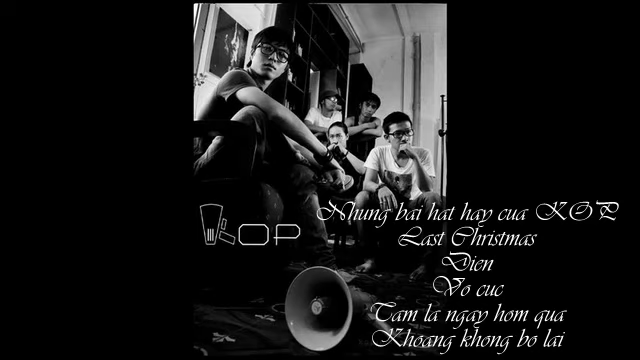 KOP
Nhung bai hat hay cua KOP
Last Christmas
Dien
Vo cuc
Tam la ngay hom qua
Khoang khong bo lai